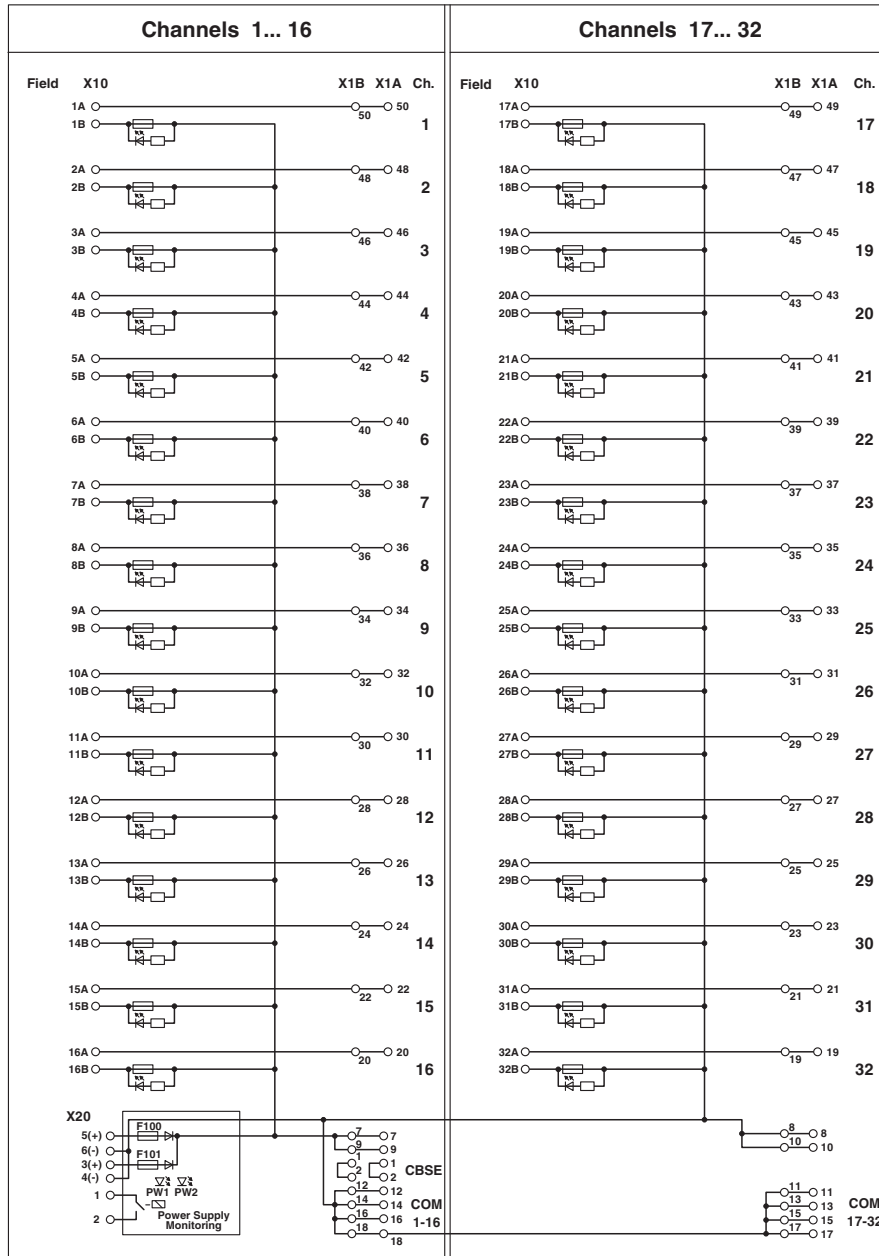 Channels 1... 16
Channels 17... 32
Field X10 X1B X1A Ch.
Field X10 X1B X1A Ch.
1A 50 50
1B 1
17A 49 49
17B 17
2A 48 48
2B 2
18A 47 47
18B 18
3A 46 46
3B 3
19A 45 45
19B 19
4A 44 44
4B 4
20A 43 43
20B 20
5A 42 42
5B 5
21A 41 41
21B 21
6A 40 40
6B 6
22A 39 39
22B 22
7A 38 38
7B 7
23A 37 37
23B 23
8A 36 36
8B 8
24A 35 35
24B 24
9A 34 34
9B 9
25A 33 33
25B 25
10A 32 32
10B 10
26A 31 31
26B 26
11A 30 30
11B 11
27A 29 29
27B 27
12A 28 28
12B 12
28A 27 27
28B 28
13A 26 26
13B 13
29A 25 25
29B 29
14A 24 24
14B 14
30A 23 23
30B 30
15A 22 22
15B 15
31A 21 21
31B 31
16A 20 20
16B 16
32A 19 19
32B 32
X20
5(+) F100
6(-)
3(+) F101
4(-)
PW1 PW2
1
2
Power Supply
Monitoring
7 7
9 9
1 1
2 2
CBSE
12 12
14 14
16 16
18 18
COM
1-16
8 8
10 10
11 11
13 13
15 15
17 17
COM
17-32